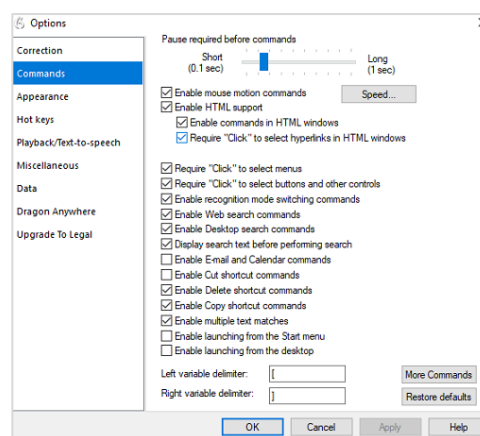 Options
Correction
Commands
Appearance
Hot keys
Playback/Text-to-speech
Miscellaneous
Data
Dragon Anywhere
Upgrade To Legal
Pause required before commands
Short
(0.1 sec)
Long
(1 sec)
Enable mouse motion commands
Speed...
Enable HTML support
Enable commands in HTML windows
Require "Click" to select hyperlinks in HTML windows
Require "Click" to select menus
Require "Click" to select buttons and other controls
Enable recognition mode switching commands
Enable Web search commands
Enable Desktop search commands
Display search text before performing search
Enable E-mail and Calendar commands
Enable Cut shortcut commands
Enable Delete shortcut commands
Enable Copy shortcut commands
Enable multiple text matches
Enable launching from the Start menu
Enable launching from the desktop
Left variable delimiter: [
More Commands
Right variable delimiter: ]
Restore defaults
OK Cancel Apply Help